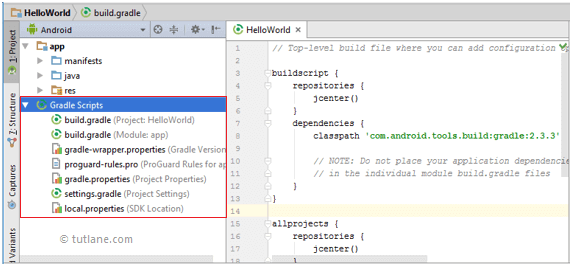 HelloWorld build.gradle
Android
HelloWorld
1: Project
Z: Structure
Captures
Variants
app
manifests
java
res
Gradle Scripts
build.gradle (Project: HelloWorld)
build.gradle (Module: app)
gradle-wrapper.properties (Gradle Version
proguard-rules.pro (ProGuard Rules for ap
gradle.properties (Project Properties)
settings.gradle (Project Settings)
local.properties (SDK Location)
© tutlane.com
1 // Top-level build file where you can add configuration op
2
3 buildscript {
4 repositories {
5 jcenter()
6 }
7 dependencies {
8 classpath 'com.android.tools.build:gradle:2.3.3'
9
10 // NOTE: Do not place your application dependencie
11 // in the individual module build.gradle files
12 }
13 }
14
15 allprojects {
16 repositories {
17 jcenter()
18 }